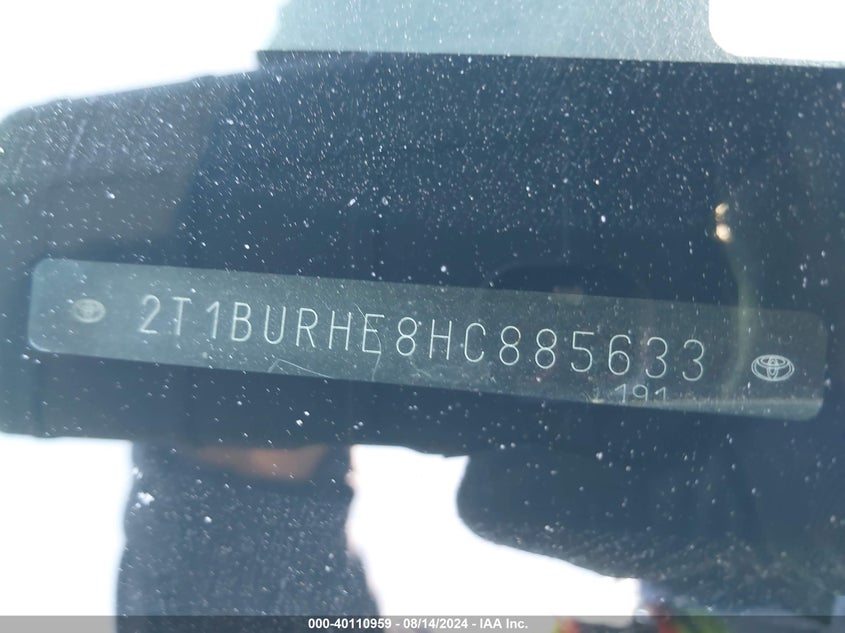 2T1BURHE8HC885633
191
000-40110959 | 08/14/2024 - IAA Inc.